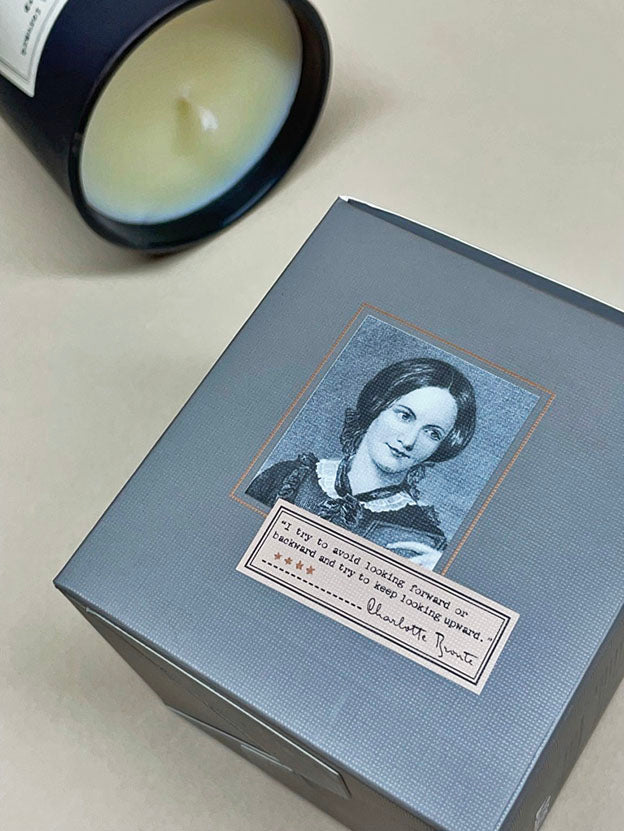 "I try to avoid looking forward or
backward and try to keep looking upward."
Charlotte Brontë